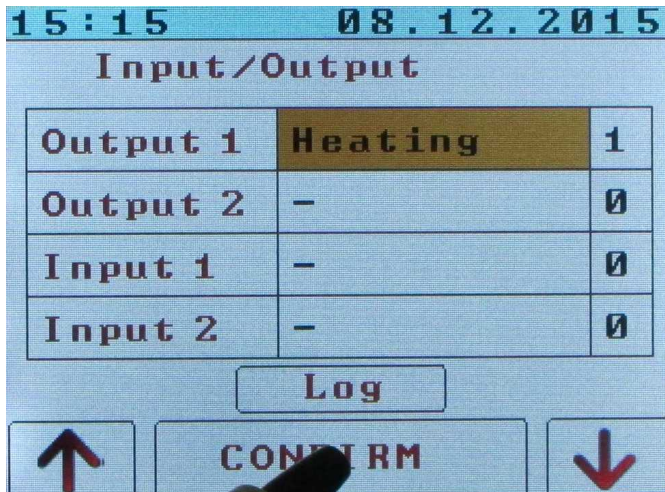 15:15 08.12.2015
Input/Output
Output 1 Heating 1
Output 2 - 0
Input 1 - 0
Input 2 - 0
Log
CONFIRM